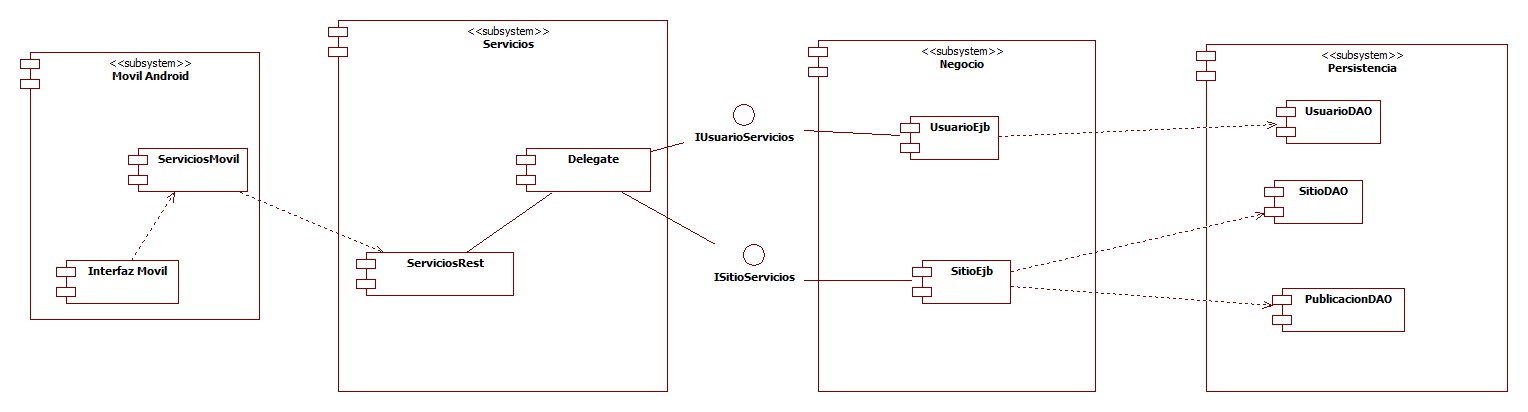 <<subsystem>>
Movil Android
ServiciosMovil
Interfaz Movil
<<subsystem>>
Servicios
Delegate
ServiciosRest
IUsuarioServicios
ISitioServicios
<<subsystem>>
Negocio
UsuarioEjb
SitioEjb
<<subsystem>>
Persistencia
UsuarioDAO
SitioDAO
PublicacionDAO